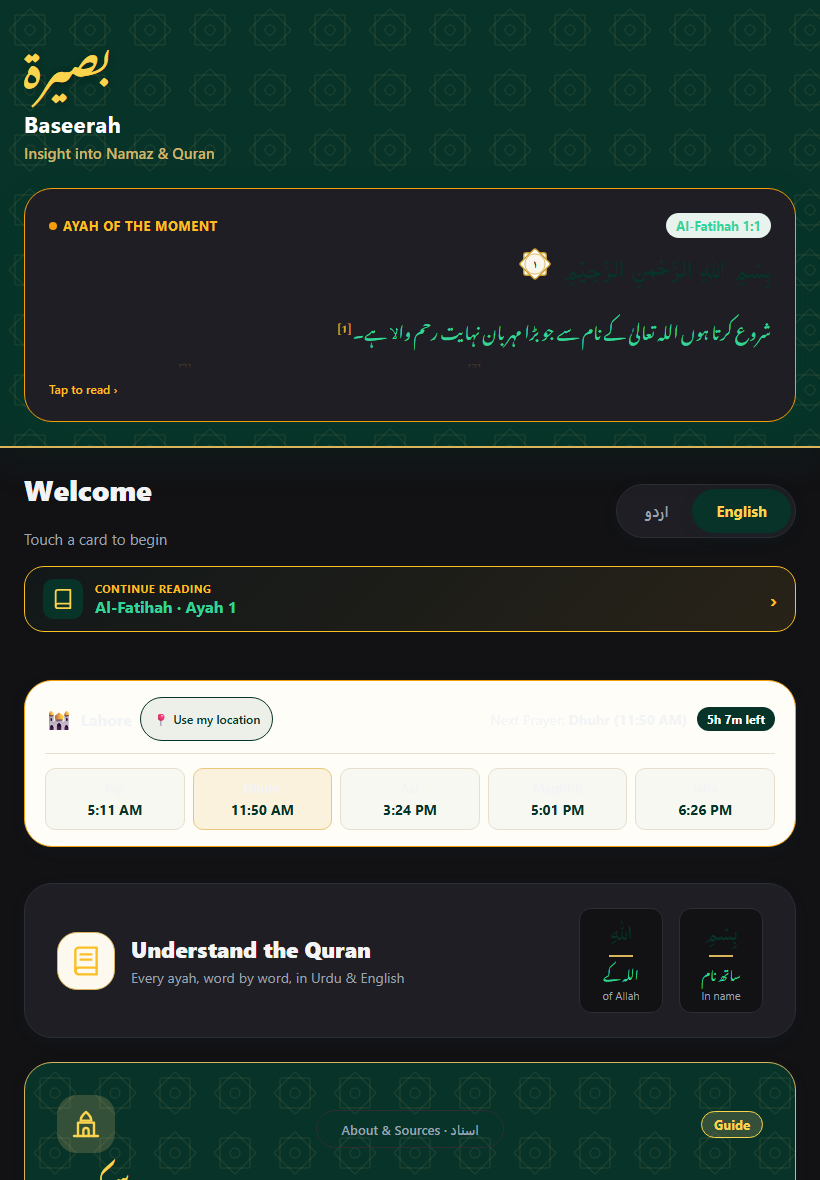 بصيرة
Baseerah
Insight into Namaz & Quran
AYAH OF THE MOMENT
Al-Fatihah 1:1
بِسْمِ اللّٰهِ الرَّحْمٰنِ الرَّحِيْمِ ١
شروع کرتا ہوں اللہ تعالیٰ کے نام سے جو بڑا مہربان نہایت رحم والا ہے۔ [1]
Tap to read ›
Welcome
اردو
English
Touch a card to begin
CONTINUE READING
Al-Fatihah · Ayah 1
›
Lahore
Use my location
Next Prayer: Dhuhr (11:50 AM)
5h 7m left
5:11 AM
11:50 AM
3:24 PM
5:01 PM
6:26 PM
Understand the Quran
Every ayah, word by word, in Urdu & English
بِسْمِ
ساتھ نام
In name
اللّٰهِ
اللہ کے
of Allah
About & Sources · اسناد
Guide